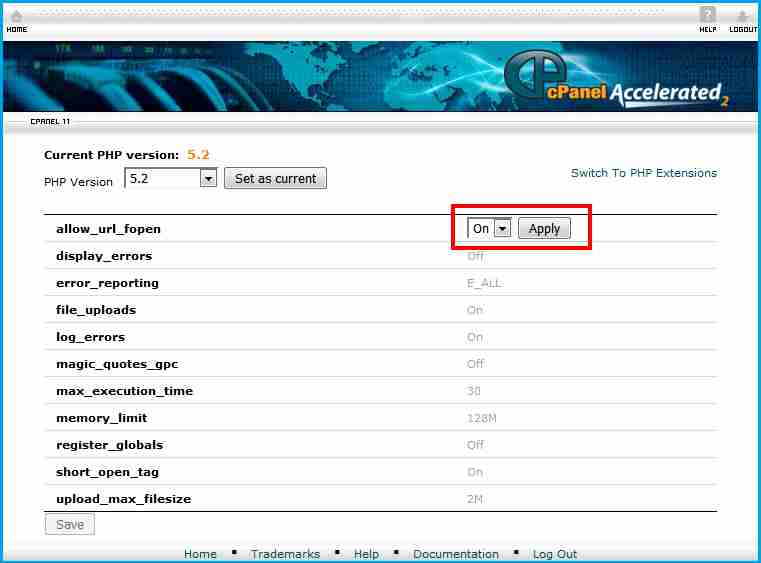 HOME HELP LOGOUT
cPanel Accelerated 2
CPANEL 11
Current PHP version: 5.2
PHP Version 5.2 Set as current
Switch To PHP Extensions
allow_url_fopen On Apply
display_errors Off
error_reporting E_ALL
file_uploads On
log_errors On
magic_quotes_gpc Off
max_execution_time 30
memory_limit 128M
register_globals Off
short_open_tag On
upload_max_filesize 2M
Save
Home Trademarks Help Documentation Log Out